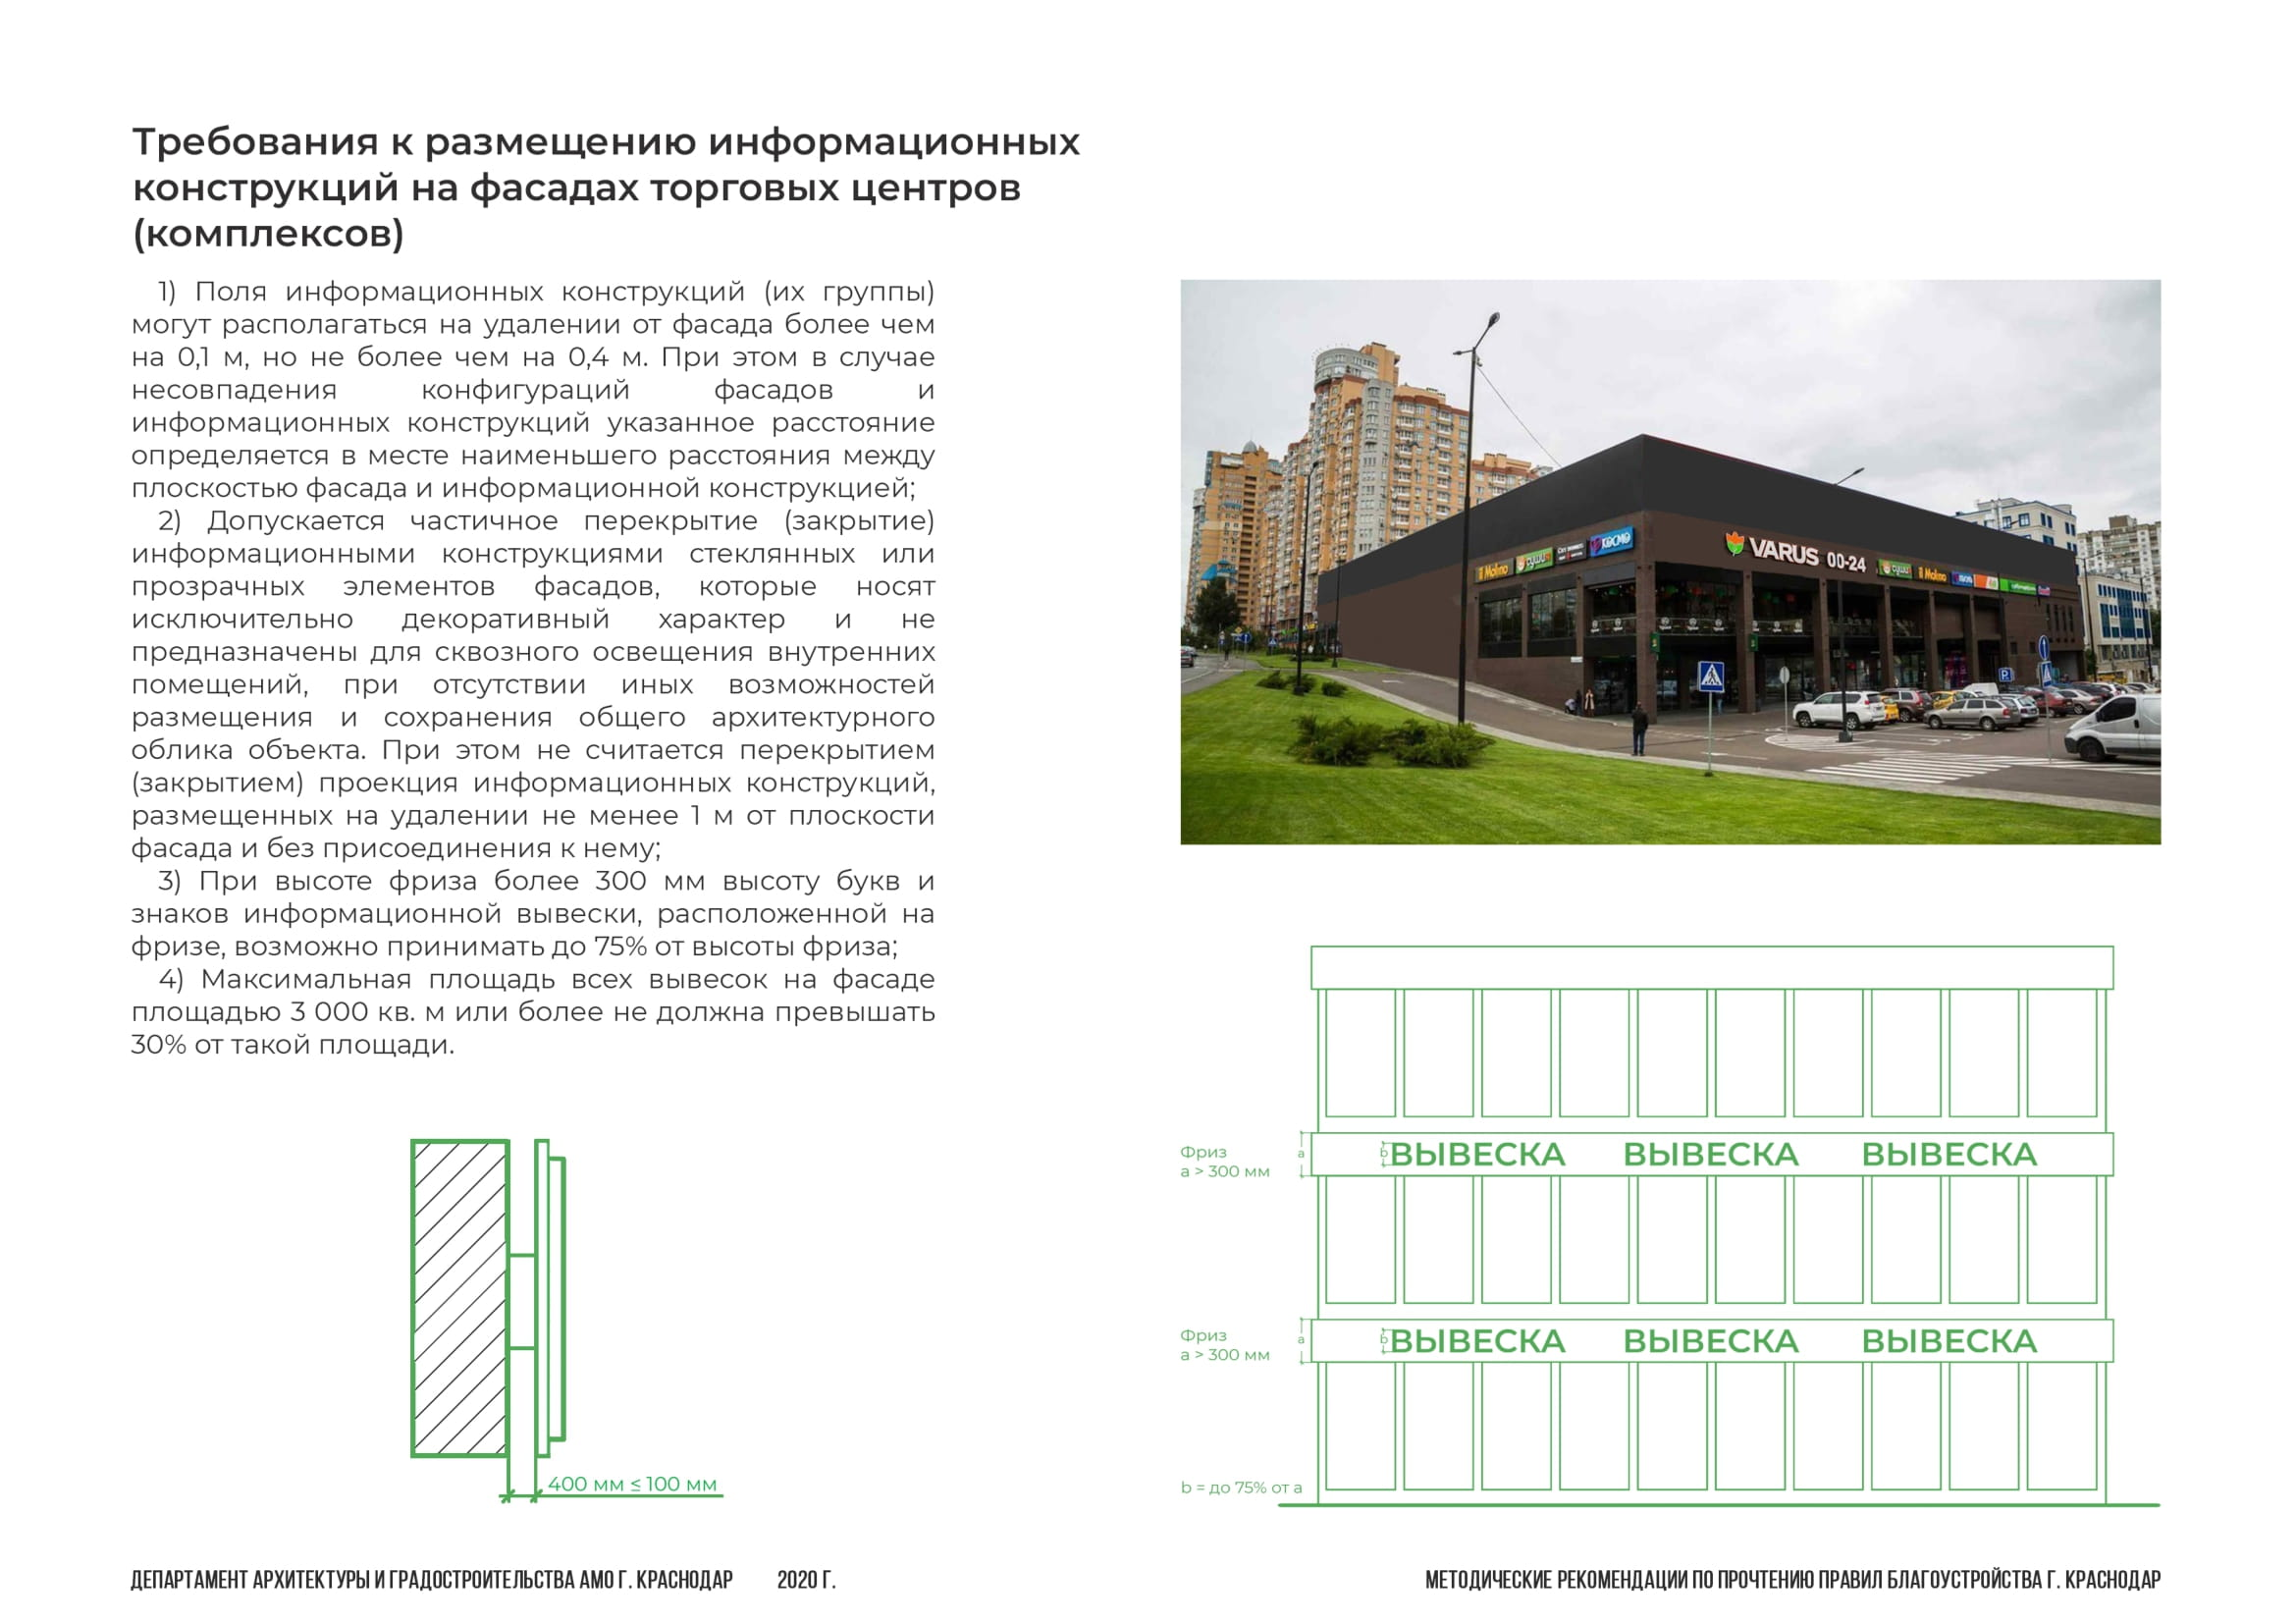 Требования к размещению информационных
конструкций на фасадах торговых центров
(комплексов)
1) Поля информационных конструкций (их группы)
могут располагаться на удалении от фасада более чем
на 0,1 м, но не более чем на 0,4 м. При этом в случае
несовпадения конфигураций фасадов и
информационных конструкций указанное расстояние
определяется в месте наименьшего расстояния между
плоскостью фасада и информационной конструкцией;
2) Допускается частичное перекрытие (закрытие)
информационными конструкциями стеклянных или
прозрачных элементов фасадов, которые носят
исключительно декоративный характер и не
предназначены для сквозного освещения внутренних
помещений, при отсутствии иных возможностей
размещения и сохранения общего архитектурного
облика объекта. При этом не считается перекрытием
(закрытием) проекция информационных конструкций,
размещенных на удалении не менее 1 м от плоскости
фасада и без присоединения к нему;
3) При высоте фриза более 300 мм высоту букв и
знаков информационной вывески, расположенной на
фризе, возможно принимать до 75% от высоты фриза;
4) Максимальная площадь всех вывесок на фасаде
площадью 3 000 кв. м или более не должна превышать
30% от такой площади.
400 мм ≤ 100 мм
il Molino суши КОСМО
VARUS 00-24 суши il Molino
P
Фриз
a > 300 мм
a
b
ВЫВЕСКА ВЫВЕСКА ВЫВЕСКА
Фриз
a > 300 мм
a
b
ВЫВЕСКА ВЫВЕСКА ВЫВЕСКА
b = до 75% от a
ДЕПАРТАМЕНТ АРХИТЕКТУРЫ И ГРАДОСТРОИТЕЛЬСТВА АМО Г. КРАСНОДАР 2020 Г.
МЕТОДИЧЕСКИЕ РЕКОМЕНДАЦИИ ПО ПРОЧТЕНИЮ ПРАВИЛ БЛАГОУСТРОЙСТВА Г. КРАСНОДАР